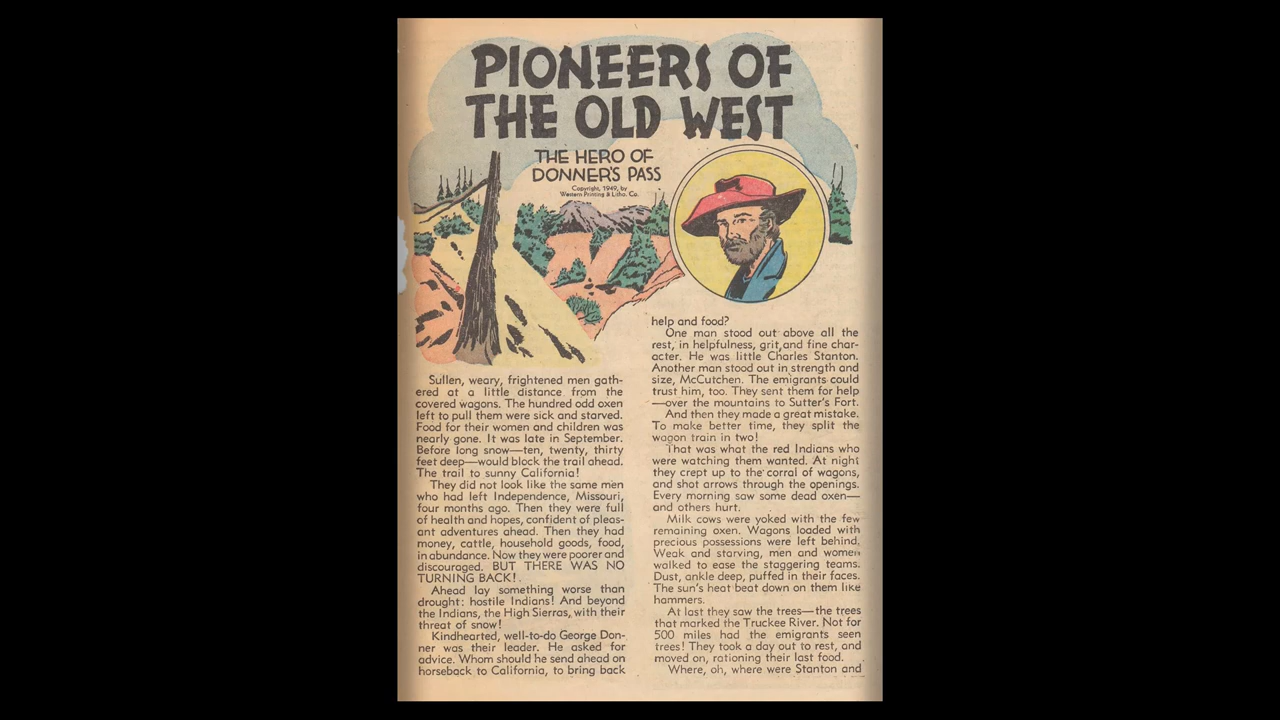 PIONEERS OF
THE OLD WEST
THE HERO OF
DONNER'S PASS
Copyright, 1949, by
Western Printing & Litho. Co.
Sullen, weary, frightened men gath-
ered at a little distance from the
covered wagons. The hundred odd oxen
left to pull them were sick and starved.
Food for their women and children was
nearly gone. It was late in September.
Before long snow—ten, twenty, thirty
feet deep—would block the trail ahead.
The trail to sunny California!
They did not look like the same men
who had left Independence, Missouri,
four months ago. Then they were full
of health and hopes, confident of pleas-
ant adventures ahead. Then they had
money, cattle, household goods, food,
in abundance. Now they were poorer and
discouraged. BUT THERE WAS NO
TURNING BACK!
Ahead lay something worse than
drought: hostile Indians! And beyond
the Indians, the High Sierras, with their
threat of snow!
Kindhearted, well-to-do George Don-
ner was their leader. He asked for
advice. Whom should he send ahead on
horseback to California, to bring back
help and food?
One man stood out above all the
rest, in helpfulness, grit, and fine char-
acter. He was little Charles Stanton.
Another man stood out in strength and
size, McCutchen. The emigrants could
trust him, too. They sent them for help
—over the mountains to Sutter's Fort.
And then they made a great mistake.
To make better time, they split the
wagon train in two!
That was what the red Indians who
were watching them wanted. At night
they crept up to the corral of wagons,
and shot arrows through the openings.
Every morning saw some dead oxen—
and others hurt.
Milk cows were yoked with the few
remaining oxen. Wagons loaded with
precious possessions were left behind.
Weak and starving, men and women
walked to ease the staggering teams.
Dust, ankle deep, puffed in their faces.
The sun's heat beat down on them like
hammers.
At last they saw the trees—the trees
that marked the Truckee River. Not for
500 miles had the emigrants seen
trees! They took a day out to rest, and
moved on, rationing their last food.
Where, oh, where were Stanton and